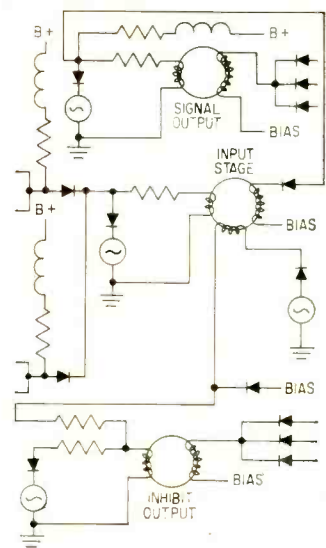 B+
B+
SIGNAL
OUTPUT
BIAS
INPUT
STAGE
B+
BIAS
BIAS
BIAS
INHIBIT
OUTPUT